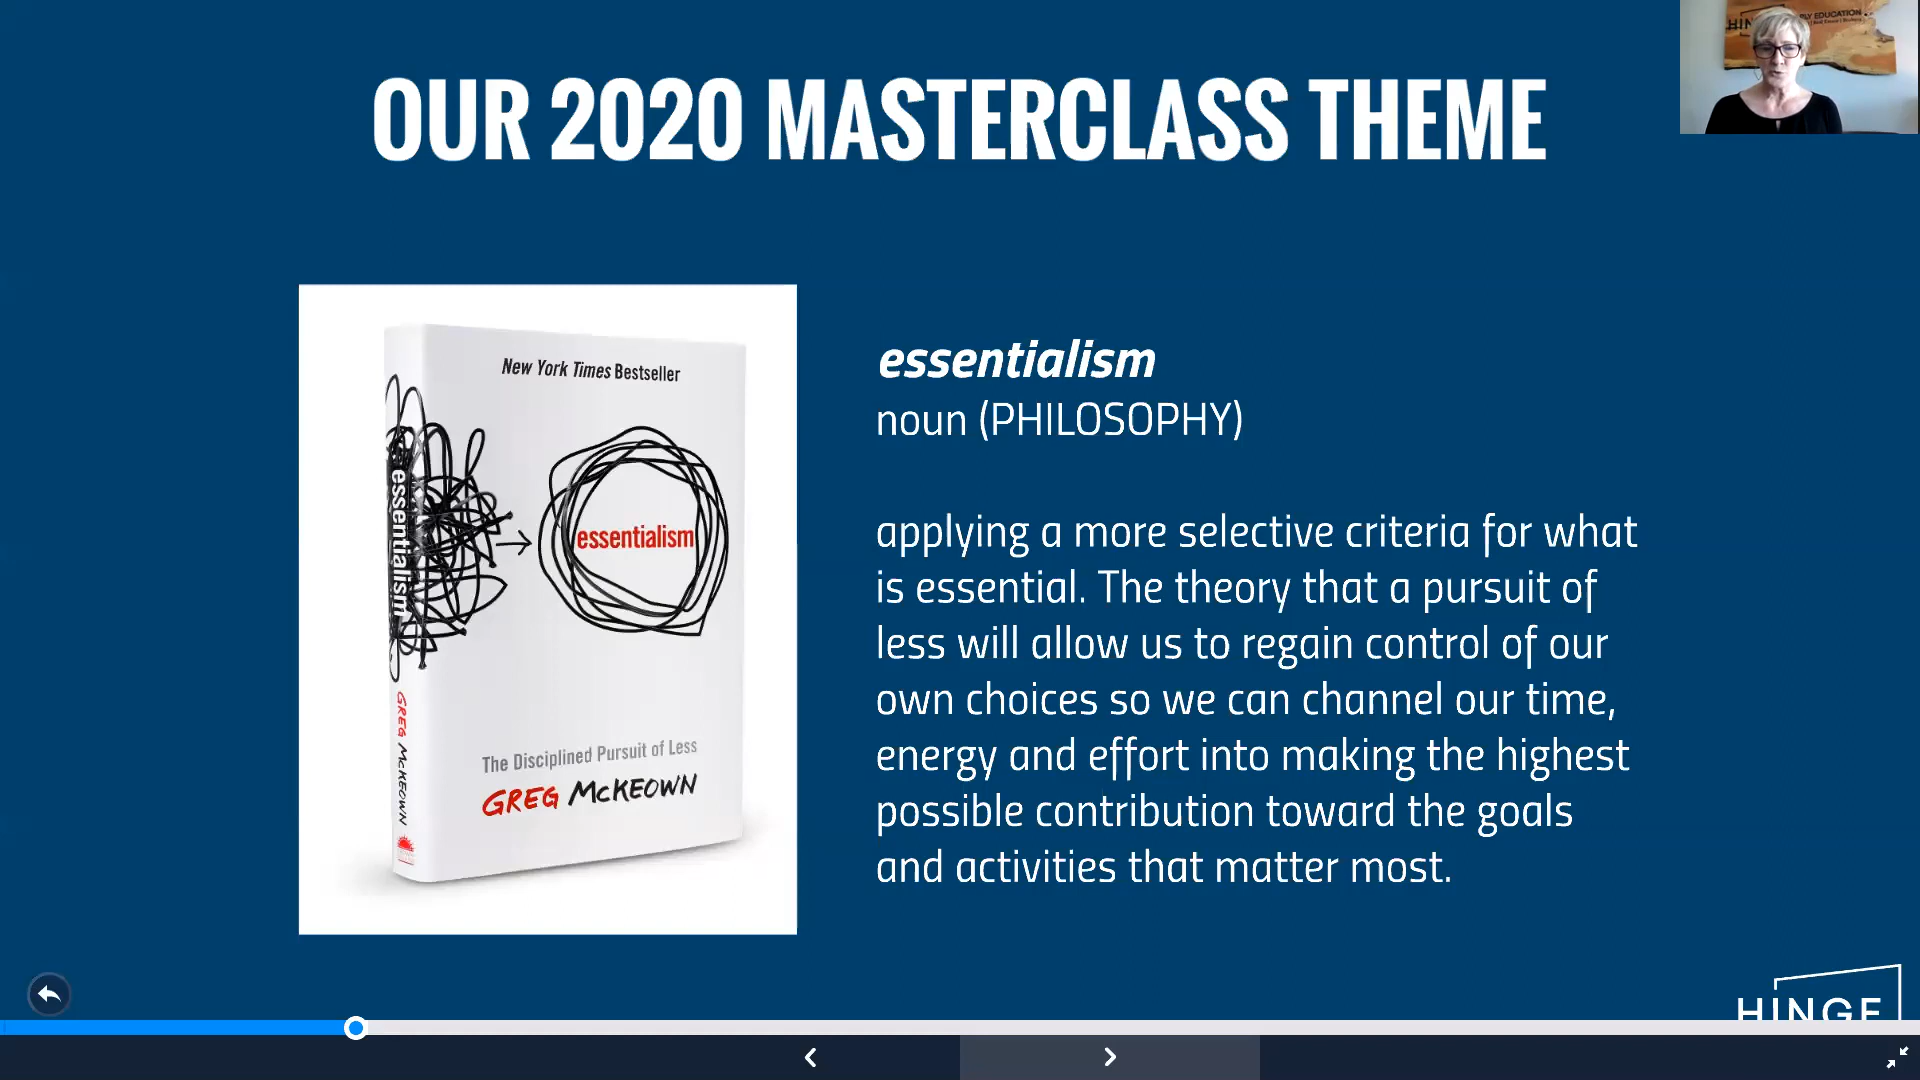 OUR 2020 MASTERCLASS THEME
New York Times Bestseller
essentialism
essentialism
GREG McKEOWN
The Disciplined Pursuit of Less
GREG McKEOWN
essentialism
noun (PHILOSOPHY)
applying a more selective criteria for what
is essential. The theory that a pursuit of
less will allow us to regain control of our
own choices so we can channel our time,
energy and effort into making the highest
possible contribution toward the goals
and activities that matter most.
HINGE
EDUCATION